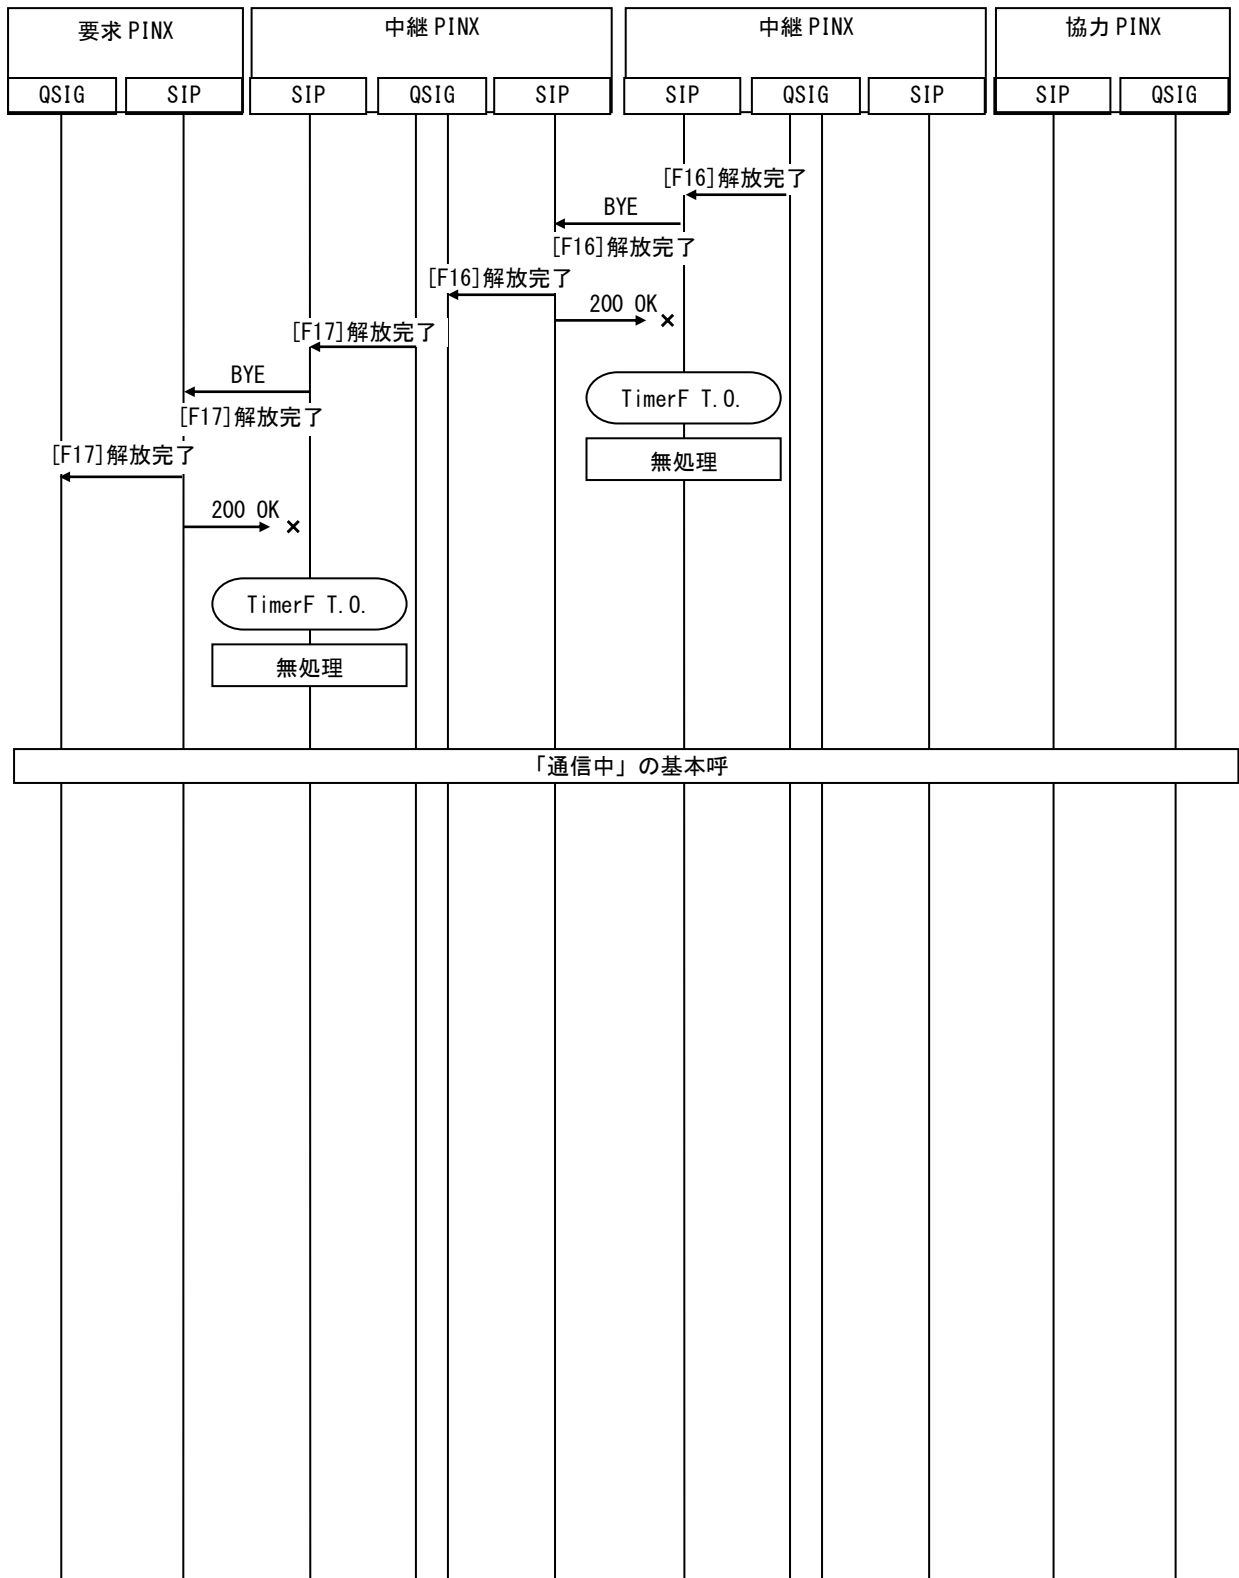 要求 PINX
中継 PINX
中継 PINX
協力 PINX
QSIG
SIP
SIP
QSIG
SIP
SIP
QSIG
SIP
SIP
QSIG
[F16]解放完了
BYE
[F16]解放完了
[F16]解放完了
200 OK
×
[F17]解放完了
BYE
TimerF T.O.
[F17]解放完了
[F17]解放完了
無処理
200 OK
×
TimerF T.O.
無処理
「通信中」の基本呼